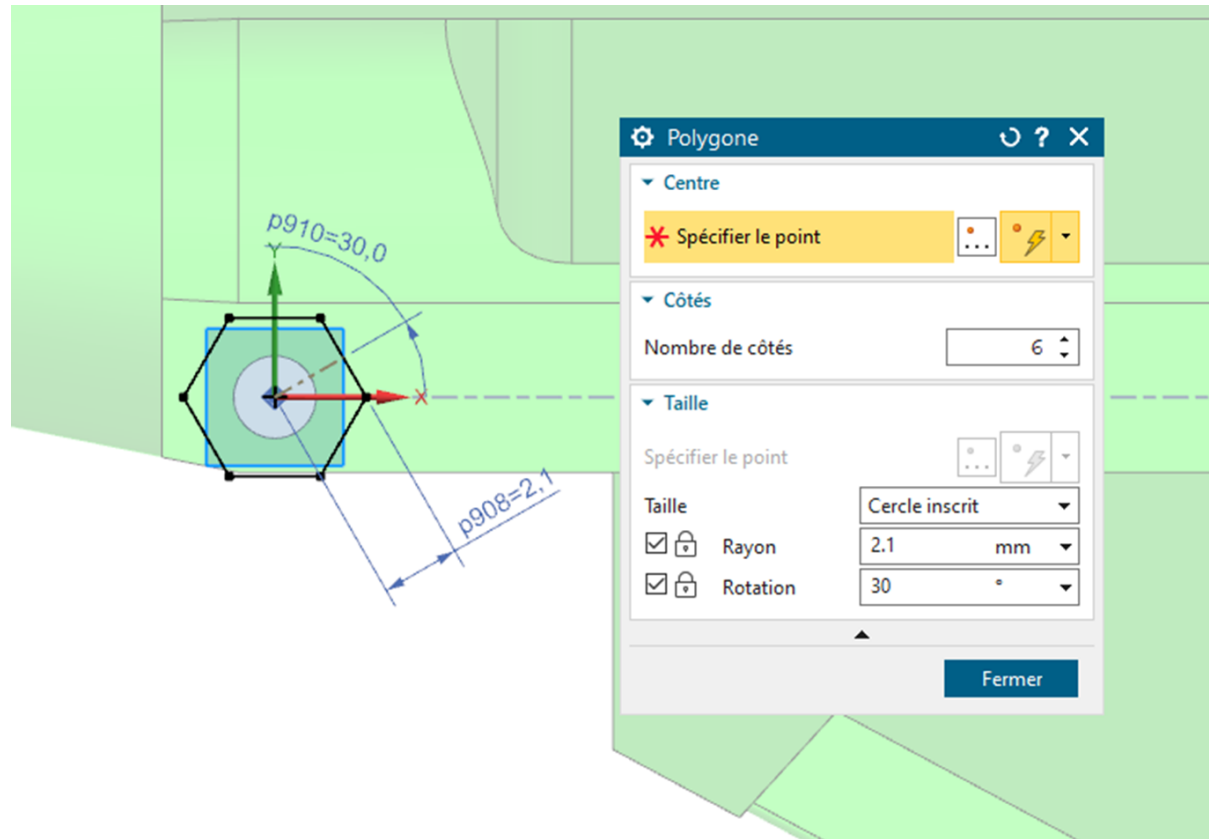 Polygone
Centre
Spécifier le point
Côtés
Nombre de côtés 6
Taille
Spécifier le point
Taille Cercle inscrit
Rayon 2.1 mm
Rotation 30 °
Fermer
p910=30,0
Y
X
p908=2,1